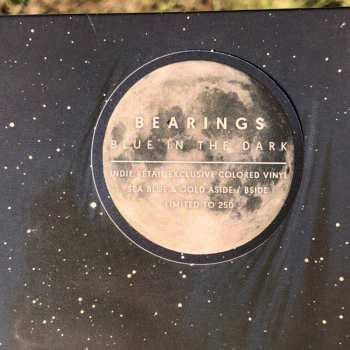 BEARINGS
BLUE IN THE DARK
INDIE RETAIL EXCLUSIVE COLORED VINYL
SEA BLUE & GOLD ASIDE / BSIDE
LIMITED TO 250